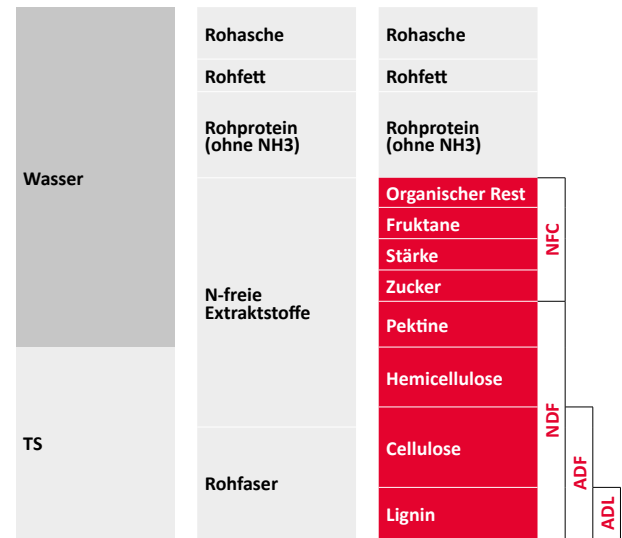 Wasser
TS
Rohasche
Rohfett
Rohprotein
(ohne NH3)
N-freie
Extraktstoffe
Rohfaser
Rohasche
Rohfett
Rohprotein
(ohne NH3)
Organischer Rest
Fruktane
Stärke
Zucker
Pektine
Hemicellulose
Cellulose
Lignin
NFC
NDF
ADF
ADL